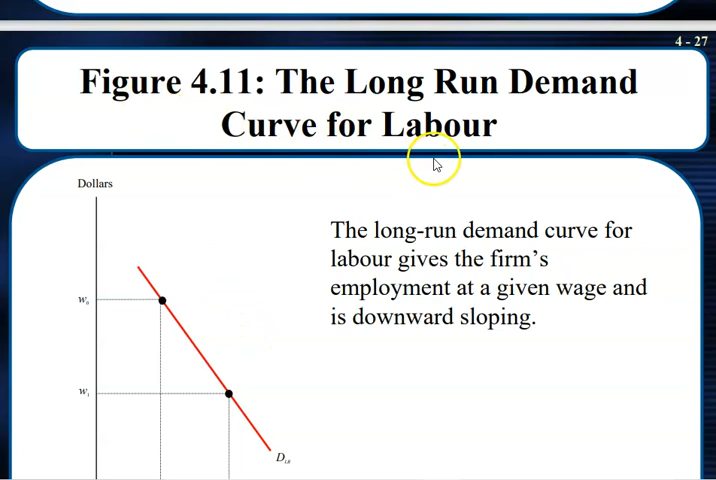 4 - 27
Figure 4.11: The Long Run Demand
Curve for Labour
Dollars
The long-run demand curve for
labour gives the firm's
employment at a given wage and
is downward sloping.
w₀
w₁
D_LR